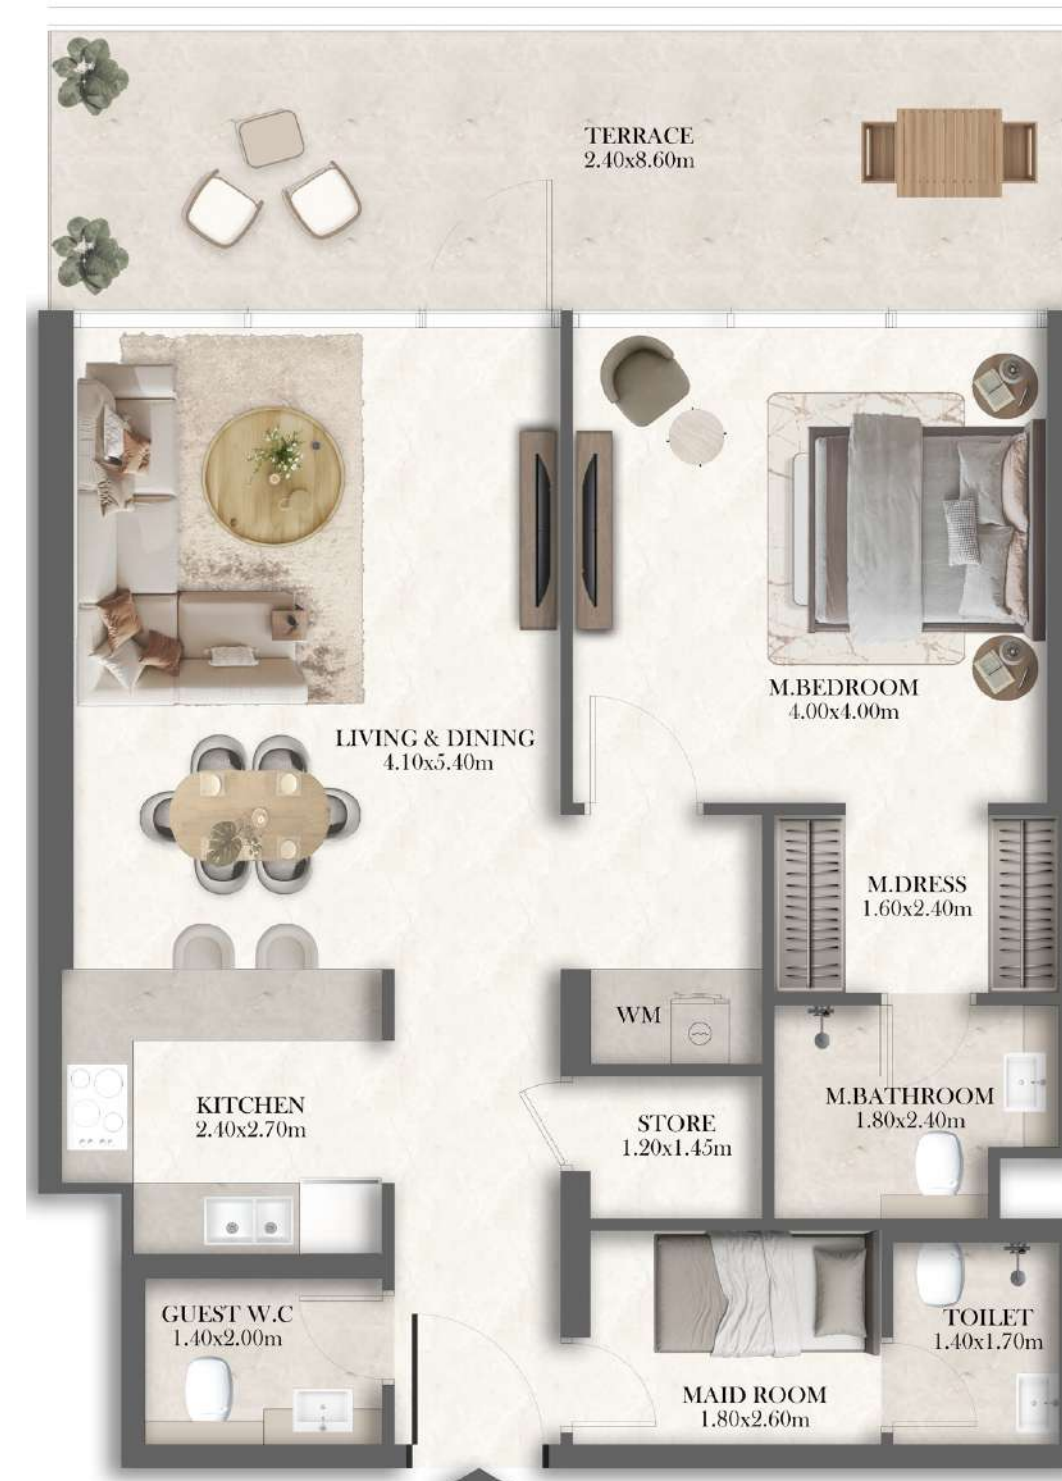 TERRACE
2.40x8.60m
M.BEDROOM
4.00x4.00m
LIVING & DINING
4.10x5.40m
M.DRESS
1.60x2.40m
WM
KITCHEN
2.40x2.70m
STORE
1.20x1.45m
M.BATHROOM
1.80x2.40m
GUEST W.C
1.40x2.00m
TOILET
1.40x1.70m
MAID ROOM
1.80x2.60m